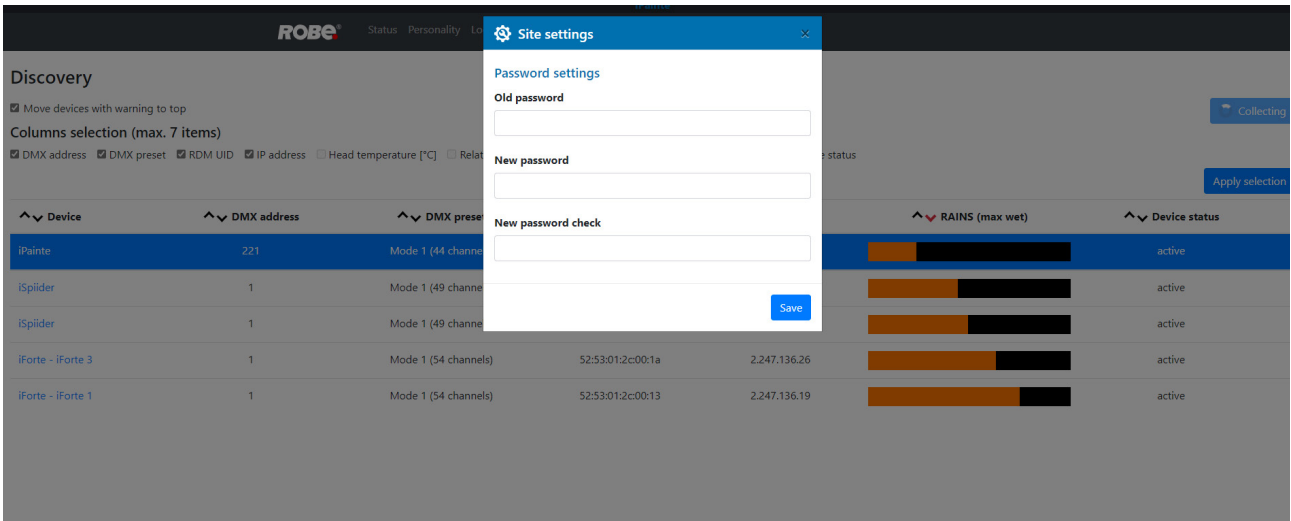 iPainte
ROBE® Status Personality Lo
Site settings ×
Discovery
Password settings
Old password
Move devices with warning to top
Collecting
Columns selection (max. 7 items)
DMX address DMX preset RDM UID IP address Head temperature [°C] Relat
New password
e status
Apply selection
Device DMX address DMX prese RAINS (max wet) Device status
New password check
iPainte 221 Mode 1 (44 channe active
iSpiider 1 Mode 1 (49 channe active
Save
iSpiider 1 Mode 1 (49 channe active
iForte - iForte 3 1 Mode 1 (54 channels) 52:53:01:2c:00:1a 2.247.136.26 active
iForte - iForte 1 1 Mode 1 (54 channels) 52:53:01:2c:00:13 2.247.136.19 active